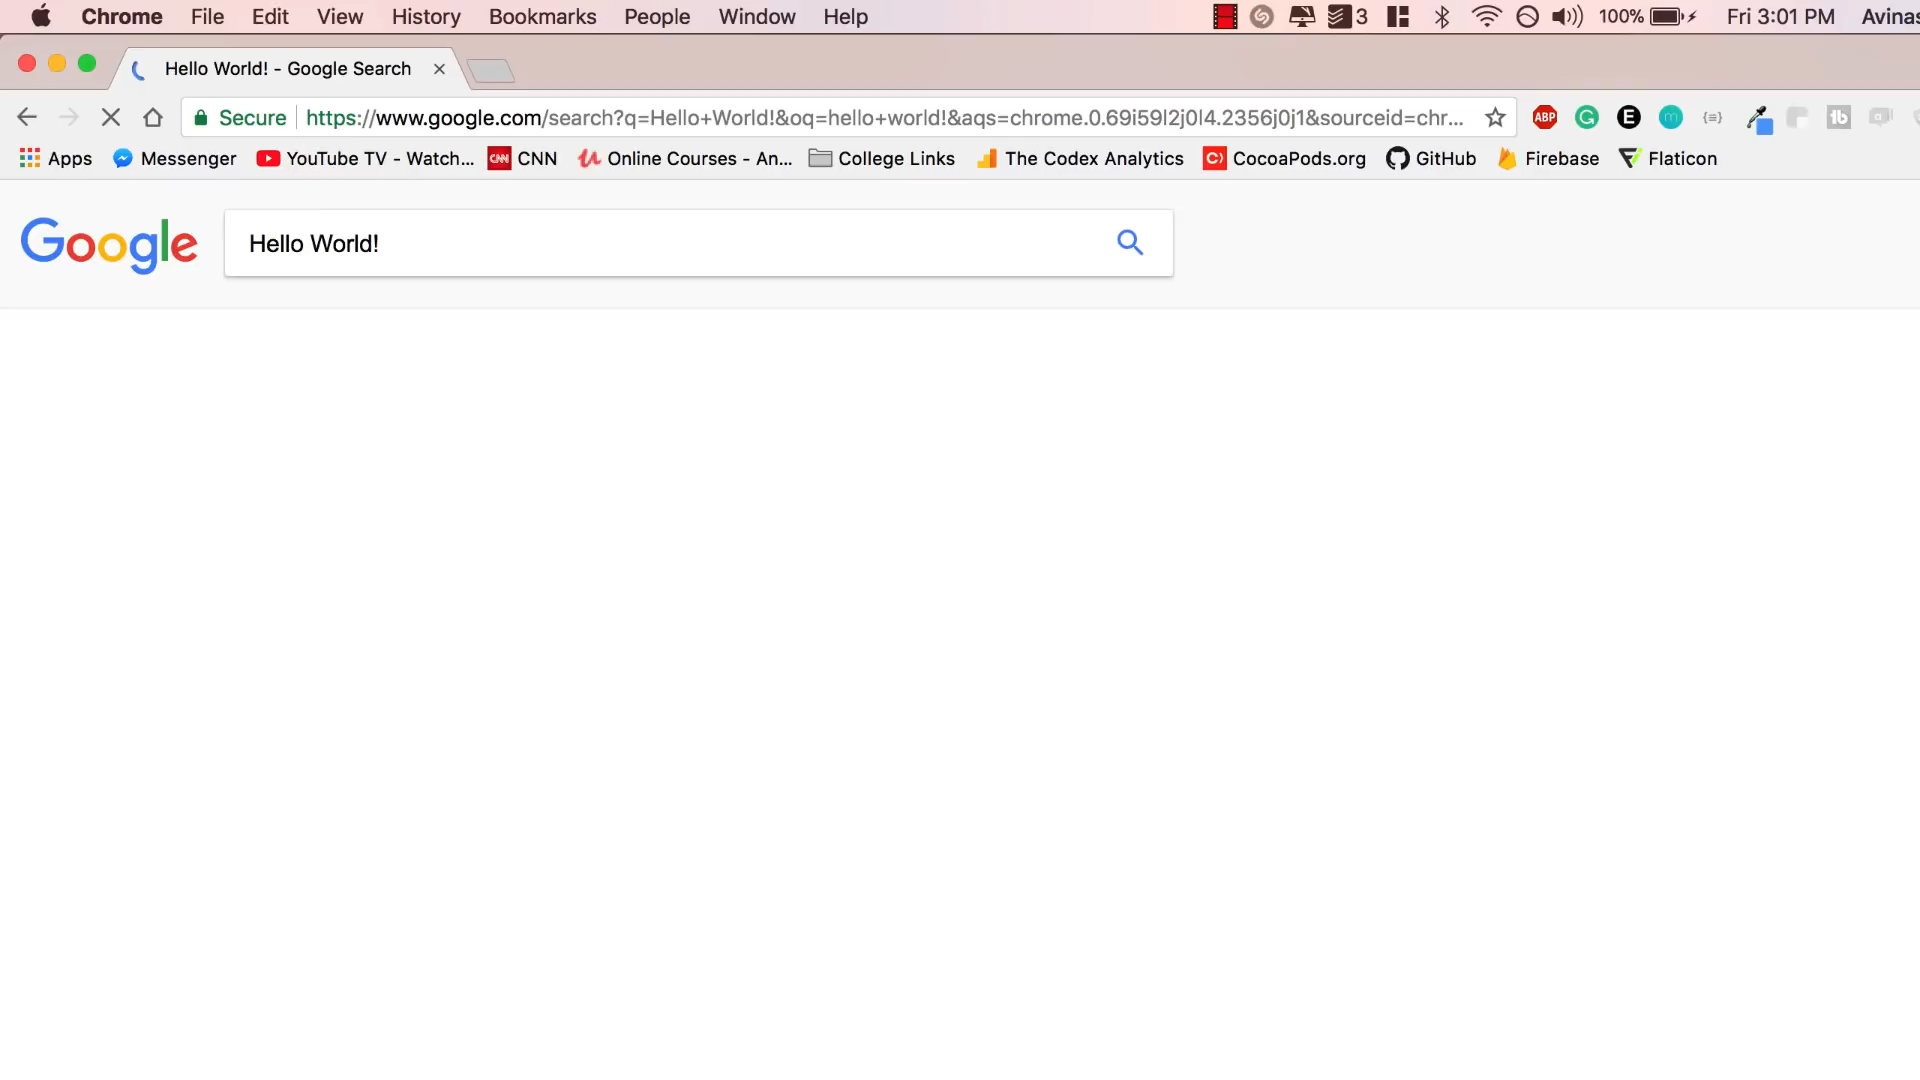 Chrome File Edit View History Bookmarks People Window Help 3 100% Fri 3:01 PM Avinas
Hello World! - Google Search
Secure https://www.google.com/search?q=Hello+World!&oq=hello+world!&aqs=chrome.0.69i59l2j0l4.2356j0j1&sourceid=chr... ABP G E m {≡} tb
Apps Messenger YouTube TV - Watch... CNN CNN Online Courses - An... College Links The Codex Analytics C) CocoaPods.org GitHub Firebase Flaticon
Google Hello World!